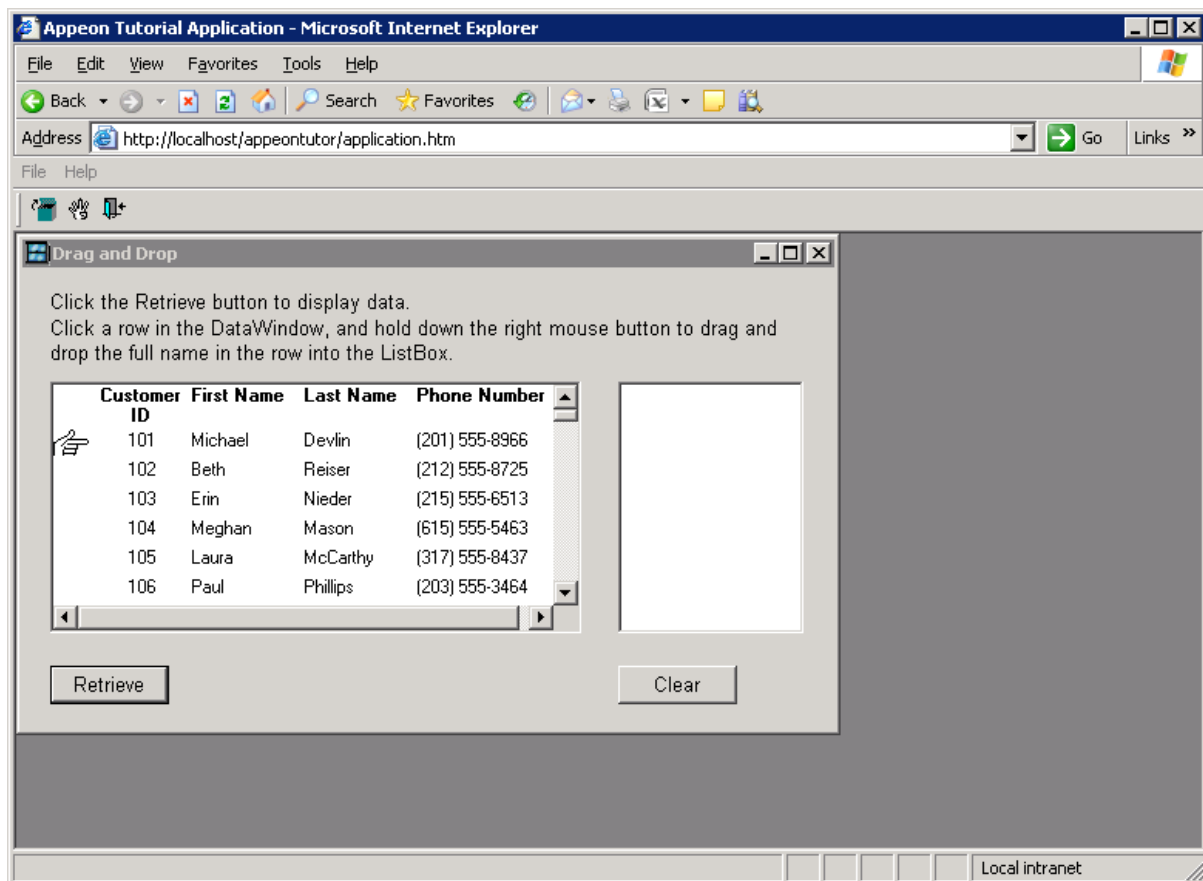 Appeon Tutorial Application - Microsoft Internet Explorer
File Edit View Favorites Tools Help
Back Search Favorites
Address http://localhost/appeontutor/application.htm Go Links »
File Help
Drag and Drop
Click the Retrieve button to display data.
Click a row in the DataWindow, and hold down the right mouse button to drag and
drop the full name in the row into the ListBox.
Customer First Name Last Name Phone Number
ID
101 Michael Devlin (201) 555-8966
102 Beth Reiser (212) 555-8725
103 Erin Nieder (215) 555-6513
104 Meghan Mason (615) 555-5463
105 Laura McCarthy (317) 555-8437
106 Paul Phillips (203) 555-3464
Retrieve Clear
Local intranet